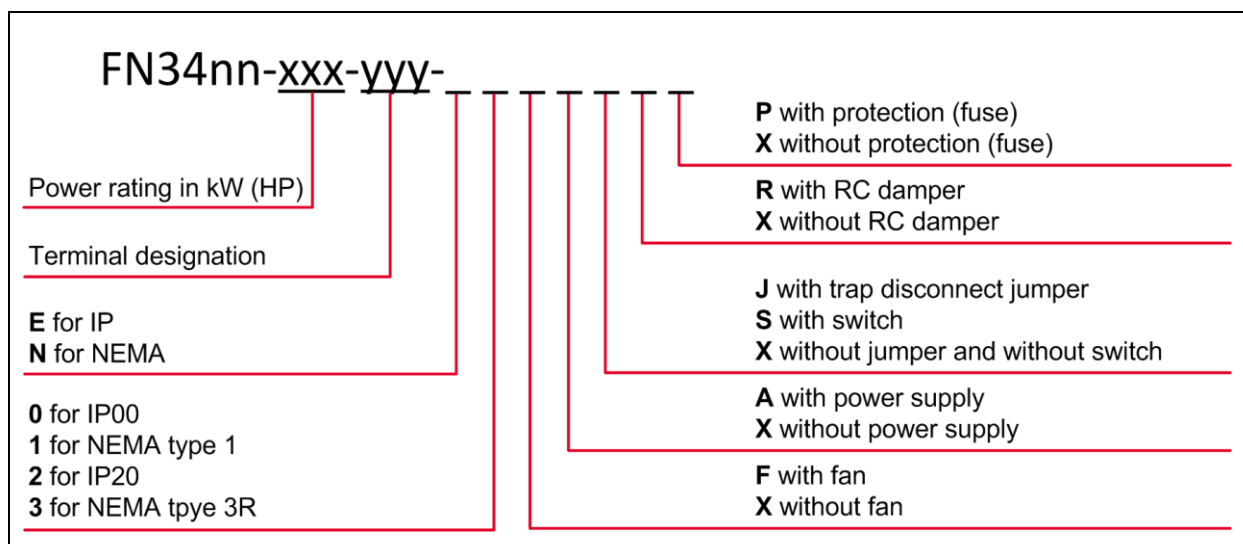 FN34nn-xxx-yyy- _ _ _ _ _ _ _
Power rating in kW (HP)
Terminal designation
E for IP
N for NEMA
0 for IP00
1 for NEMA type 1
2 for IP20
3 for NEMA tpye 3R
P with protection (fuse)
X without protection (fuse)
R with RC damper
X without RC damper
J with trap disconnect jumper
S with switch
X without jumper and without switch
A with power supply
X without power supply
F with fan
X without fan